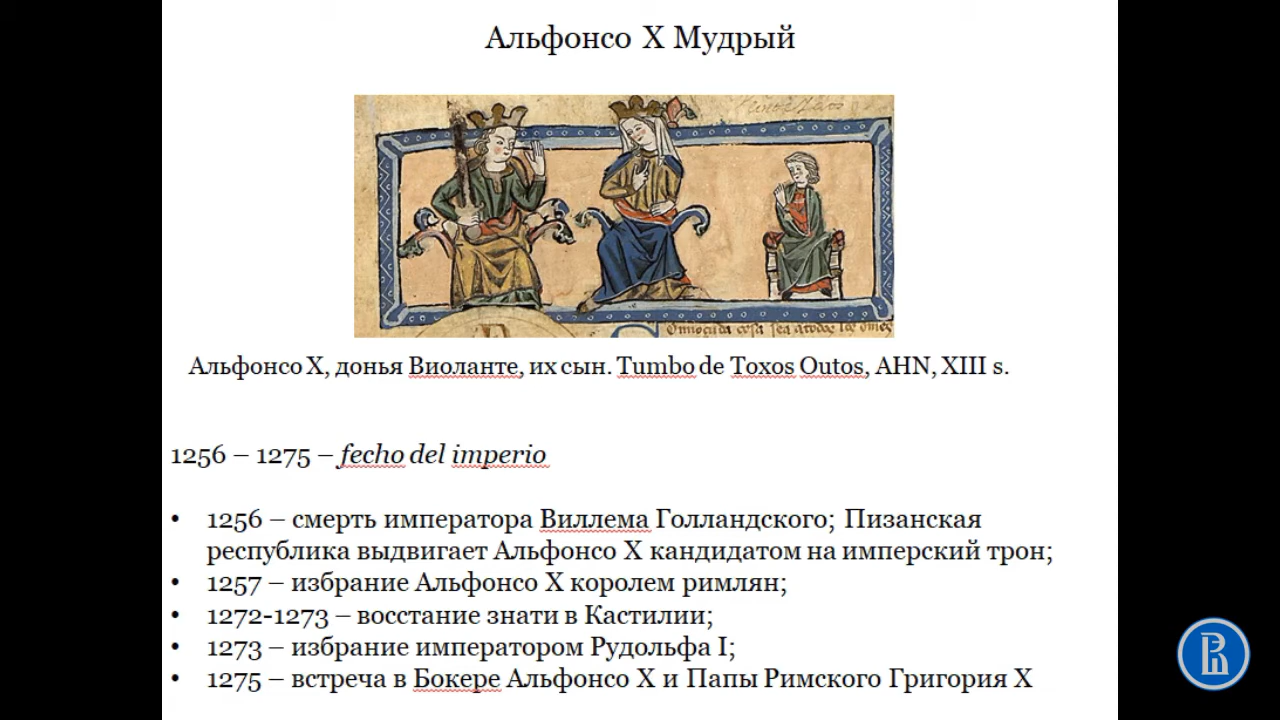 Альфонсо X Мудрый
Альфонсо X, донья Виоланте, их сын. Tumbo de Toxos Outos, AHN, XIII s.
1256 – 1275 – fecho del imperio
• 1256 – смерть императора Виллема Голландского; Пизанская
республика выдвигает Альфонсо X кандидатом на имперский трон;
• 1257 – избрание Альфонсо X королем римлян;
• 1272-1273 – восстание знати в Кастилии;
• 1273 – избрание императором Рудольфа I;
• 1275 – встреча в Бокере Альфонсо X и Папы Римского Григория X